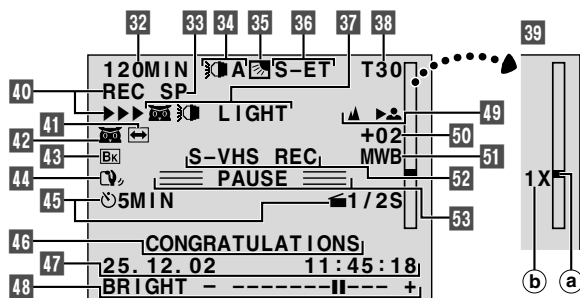 32 33 34 35 36 37 38 39
120MIN A S-ET T30
40 REC SP
LIGHT 49
41 +02 50
42
43 BK MWB 51
S-VHS REC 52
44 PAUSE
45 5MIN 1/2S 53
1X
46 CONGRATULATIONS
47 25.12.02 11:45:18
48 BRIGHT - -------▮▮--- +
b a